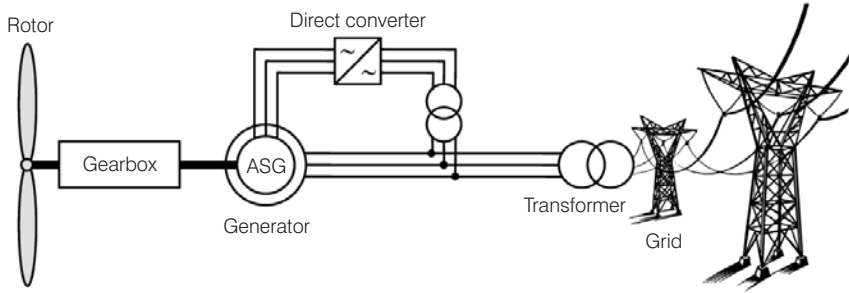 Direct converter
Rotor
~
~
Gearbox
ASG
Generator
Transformer
Grid